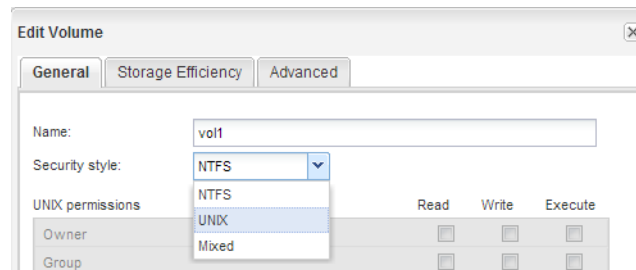 Edit Volume
General Storage Efficiency Advanced
Name: vol1
Security style: NTFS
NTFS
UNIX permissions Read Write Execute
UNIX
Owner
Mixed
Group